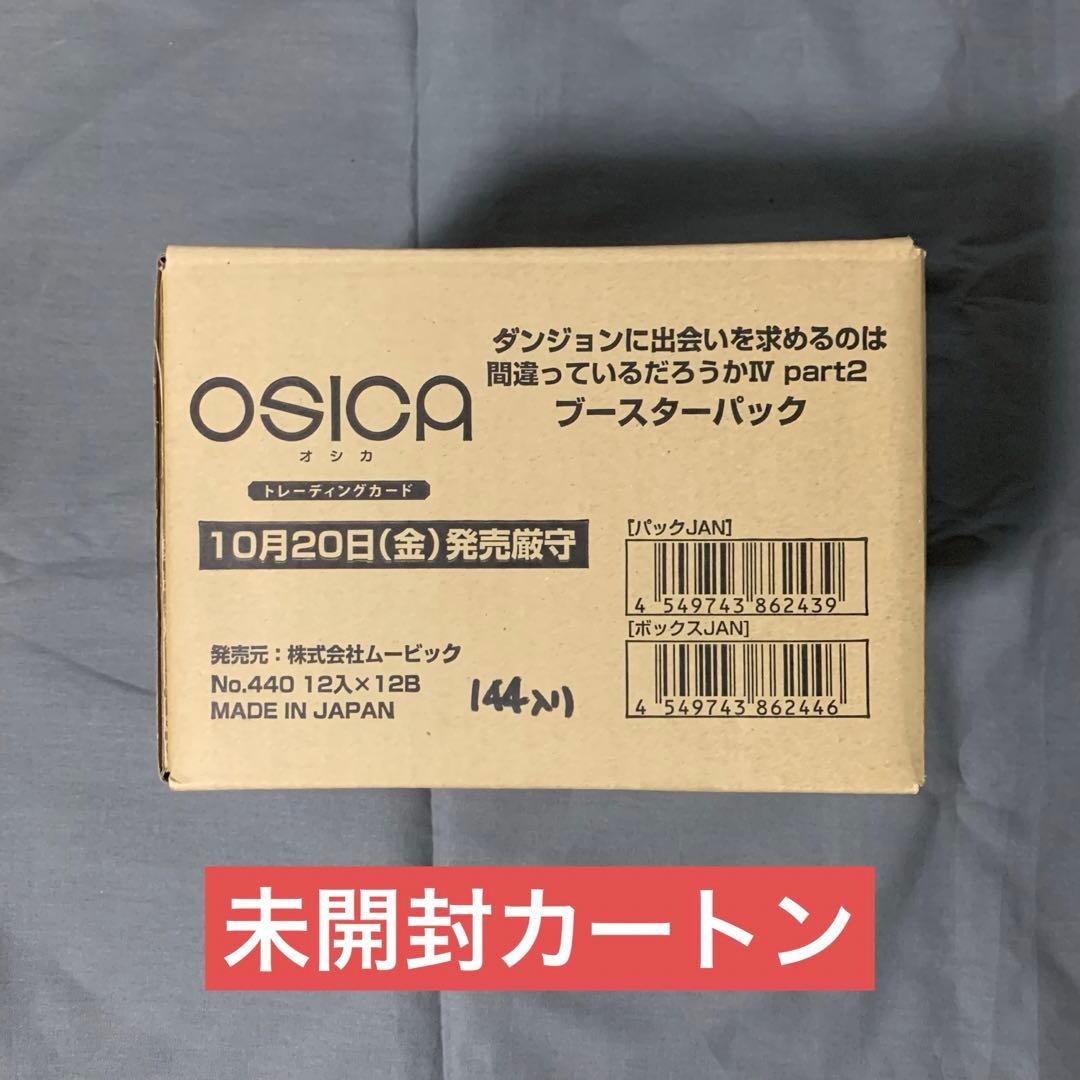 ダンジョンに出会いを求めるのは
間違っているだろうかⅣ part2
ブースターパック
OSICA
オシカ
トレーディングカード
10月20日(金)発売厳守
[パックJAN]
4 549743 862439
[ボックスJAN]
4 549743 862446
発売元:株式会社ムービック
No.440 12入×12B
MADE IN JAPAN
144入り
未開封カートン